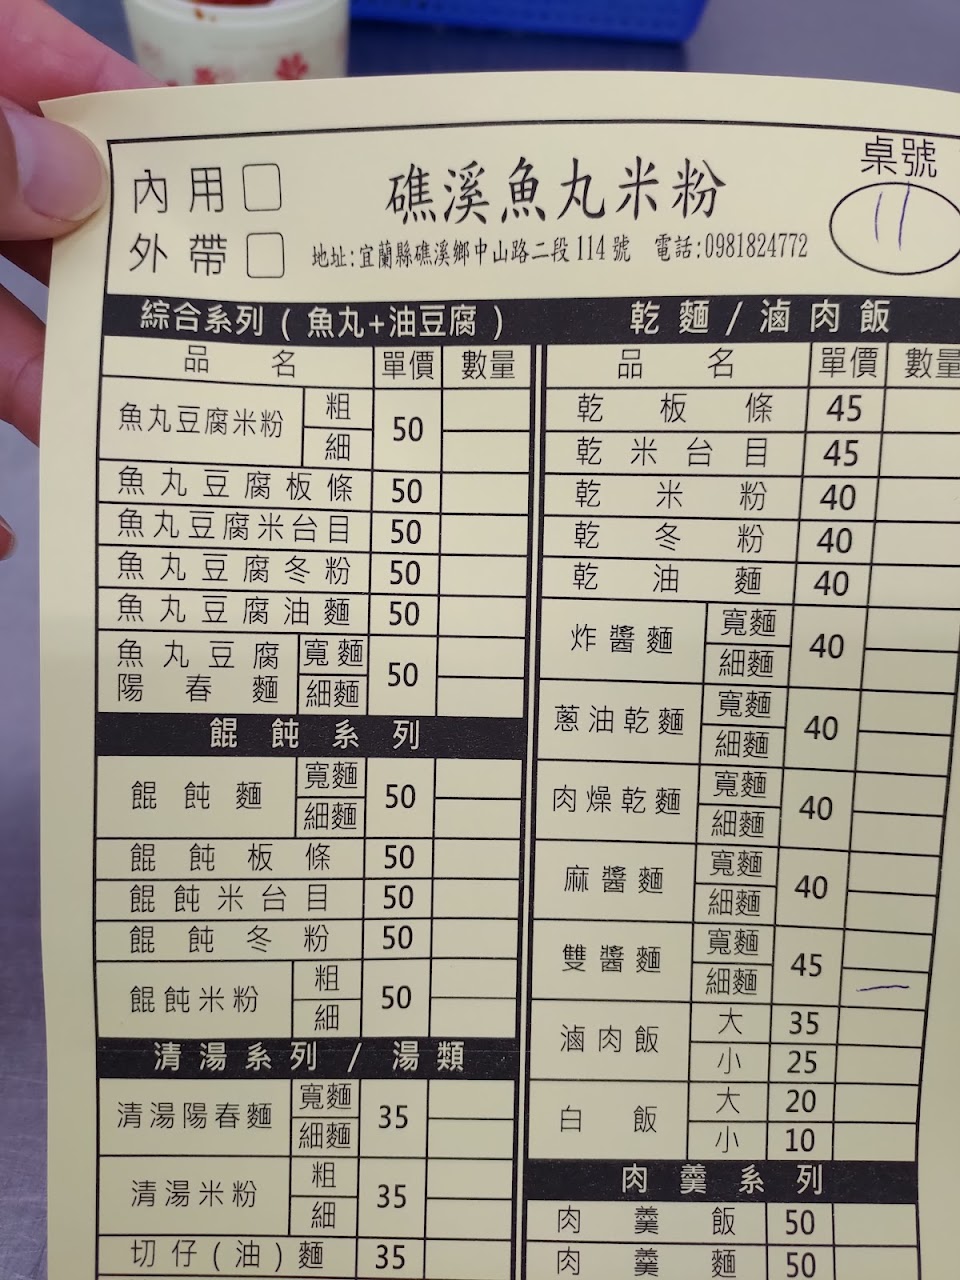 內用
外帶
礁溪魚丸米粉
地址:宜蘭縣礁溪鄉中山路二段114號 電話:0981824772
桌號
11
綜合系列(魚丸+油豆腐)
品名 單價 數量
魚丸豆腐米粉 粗 細 50
魚丸豆腐板條 50
魚丸豆腐米台目 50
魚丸豆腐冬粉 50
魚丸豆腐油麵 50
魚丸豆腐陽春麵 寬麵 細麵 50
餛飩系列
餛飩麵 寬麵 細麵 50
餛飩板條 50
餛飩米台目 50
餛飩冬粉 50
餛飩米粉 粗 細 50
清湯系列/湯類
清湯陽春麵 寬麵 細麵 35
清湯米粉 粗 細 35
切仔(油)麵 35
乾麵/滷肉飯
品名 單價 數量
乾板條 45
乾米台目 45
乾米粉 40
乾冬粉 40
乾油麵 40
炸醬麵 寬麵 細麵 40
蔥油乾麵 寬麵 細麵 40
肉燥乾麵 寬麵 細麵 40
麻醬麵 寬麵 細麵 40
雙醬麵 寬麵 細麵 45 一
滷肉飯 大 35
小 25
白飯 大 20
小 10
肉羹系列
肉羹飯 50
肉羹麵 50